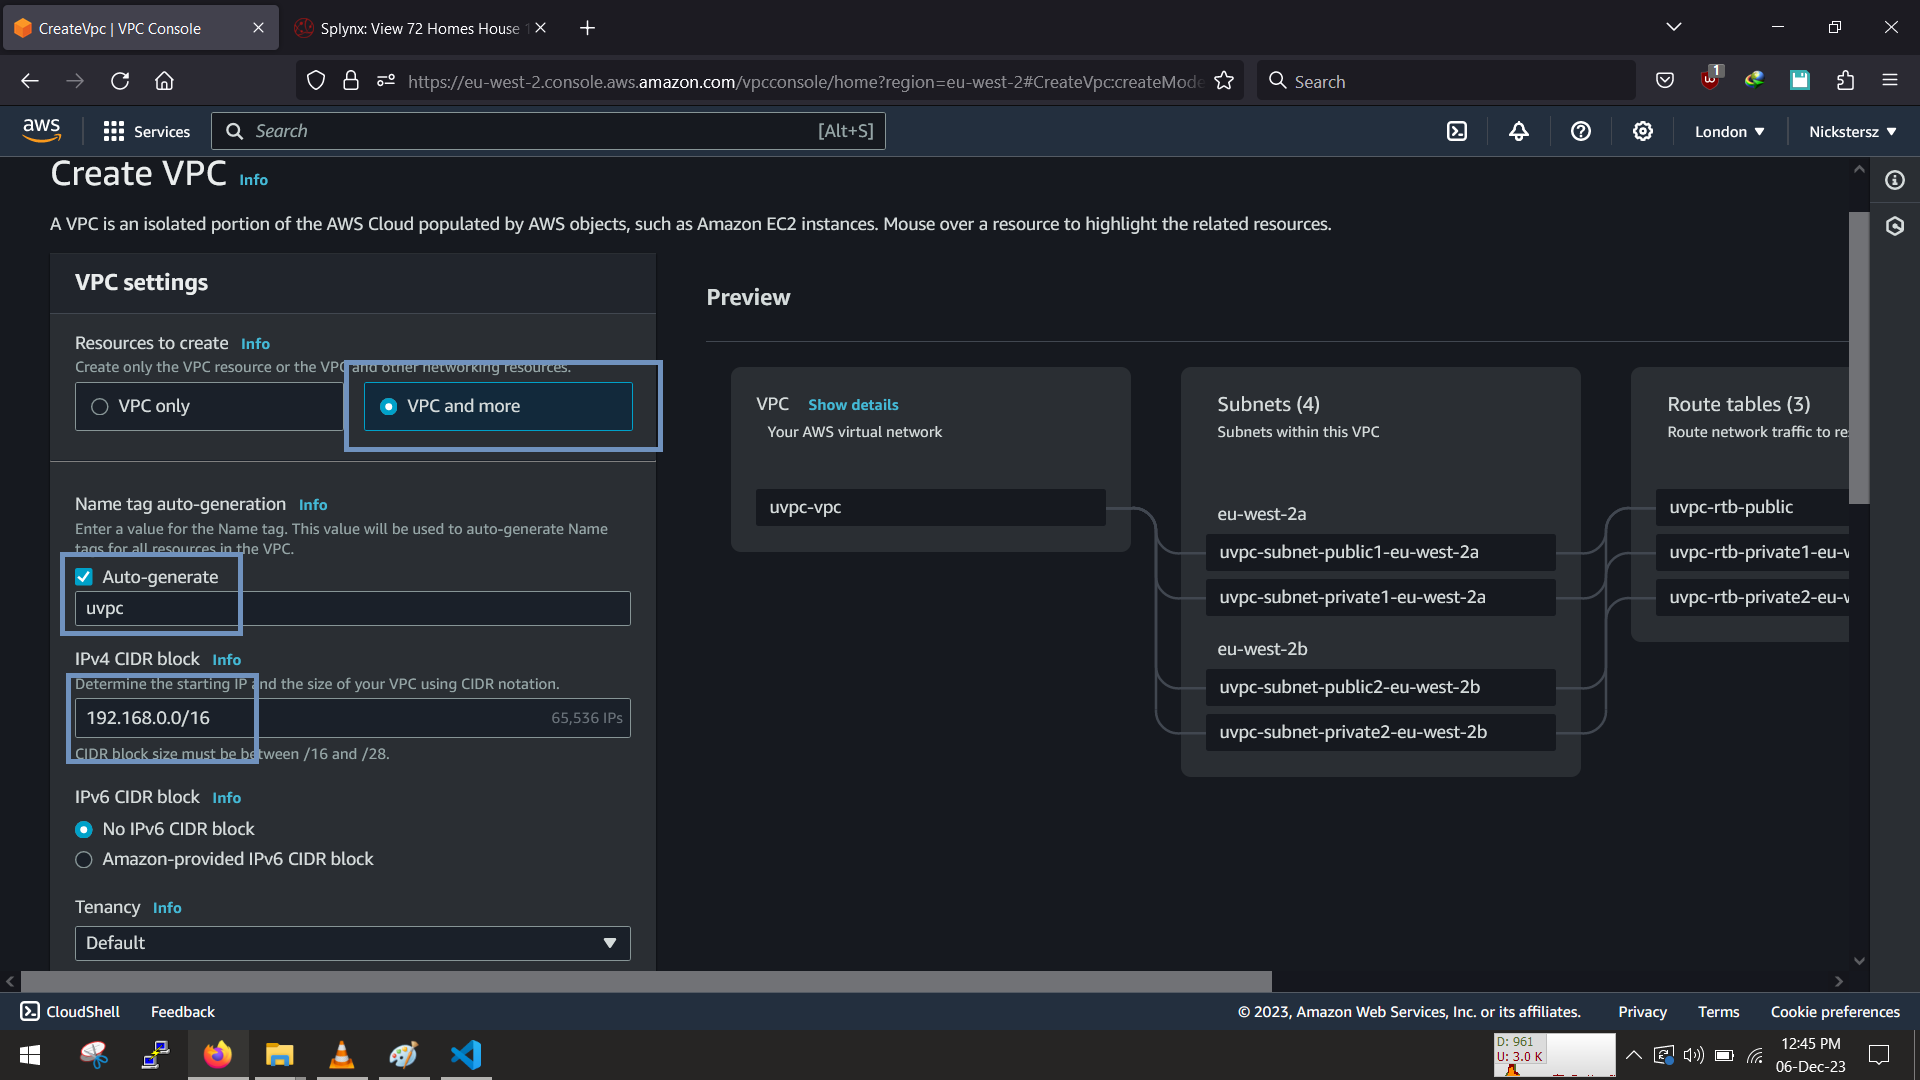 CreateVpc | VPC Console
Splynx: View 72 Homes House
https://eu-west-2.console.aws.amazon.com/vpcconsole/home?region=eu-west-2#CreateVpc:createMode
Search
1
aws
Services
Search
[Alt+S]
London
Nickstersz
Create VPC Info
A VPC is an isolated portion of the AWS Cloud populated by AWS objects, such as Amazon EC2 instances. Mouse over a resource to highlight the related resources.
VPC settings
Resources to create Info
Create only the VPC resource or the VPC and other networking resources.
VPC only
VPC and more
Name tag auto-generation Info
Enter a value for the Name tag. This value will be used to auto-generate Name
tags for all resources in the VPC.
Auto-generate
uvpc
IPv4 CIDR block Info
Determine the starting IP and the size of your VPC using CIDR notation.
192.168.0.0/16
65,536 IPs
CIDR block size must be between /16 and /28.
IPv6 CIDR block Info
No IPv6 CIDR block
Amazon-provided IPv6 CIDR block
Tenancy Info
Default
Preview
VPC Show details
Your AWS virtual network
uvpc-vpc
Subnets (4)
Subnets within this VPC
eu-west-2a
uvpc-subnet-public1-eu-west-2a
uvpc-subnet-private1-eu-west-2a
eu-west-2b
uvpc-subnet-public2-eu-west-2b
uvpc-subnet-private2-eu-west-2b
Route tables (3)
Route network traffic to re
uvpc-rtb-public
uvpc-rtb-private1-eu-w
uvpc-rtb-private2-eu-w
CloudShell
Feedback
© 2023, Amazon Web Services, Inc. or its affiliates.
Privacy
Terms
Cookie preferences
D: 961
U: 3.0 K
12:45 PM
06-Dec-23